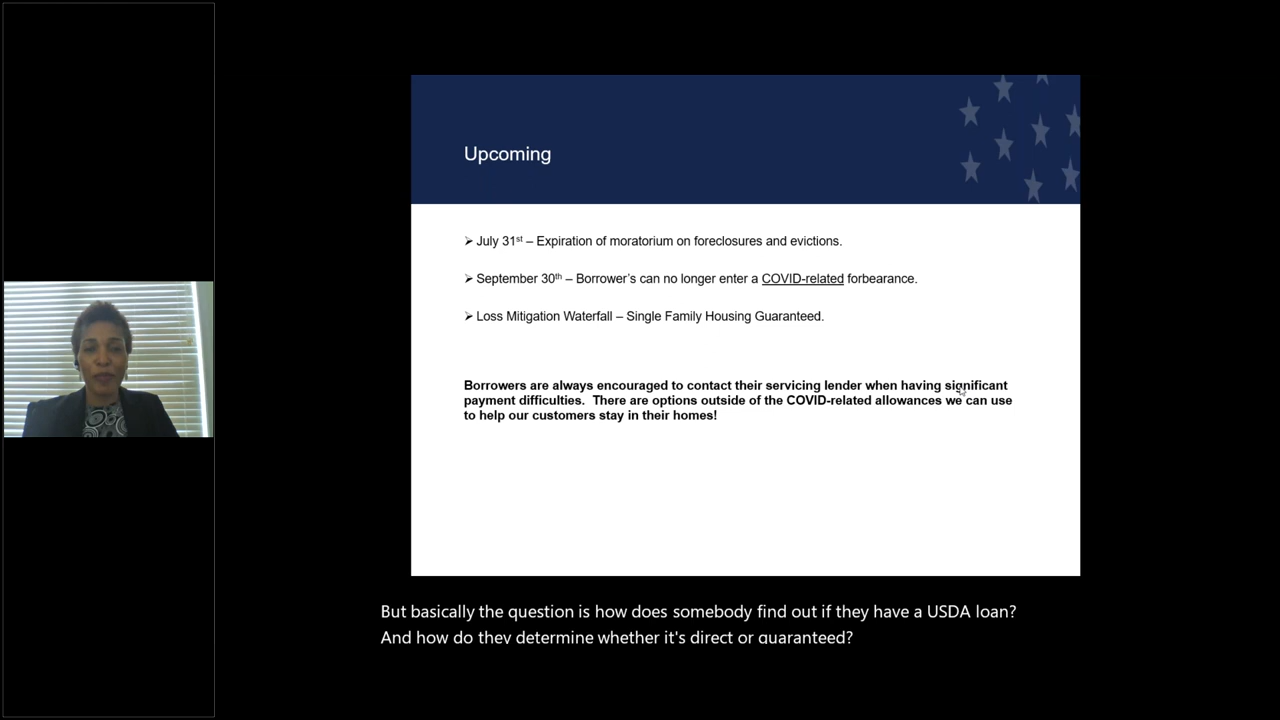 Upcoming
➢ July 31st – Expiration of moratorium on foreclosures and evictions.
➢ September 30th – Borrower’s can no longer enter a COVID-related forbearance.
➢ Loss Mitigation Waterfall – Single Family Housing Guaranteed.
Borrowers are always encouraged to contact their servicing lender when having significant
payment difficulties.  There are options outside of the COVID-related allowances we can use
to help our customers stay in their homes!
But basically the question is how does somebody find out if they have a USDA loan?
And how do they determine whether it's direct or guaranteed?